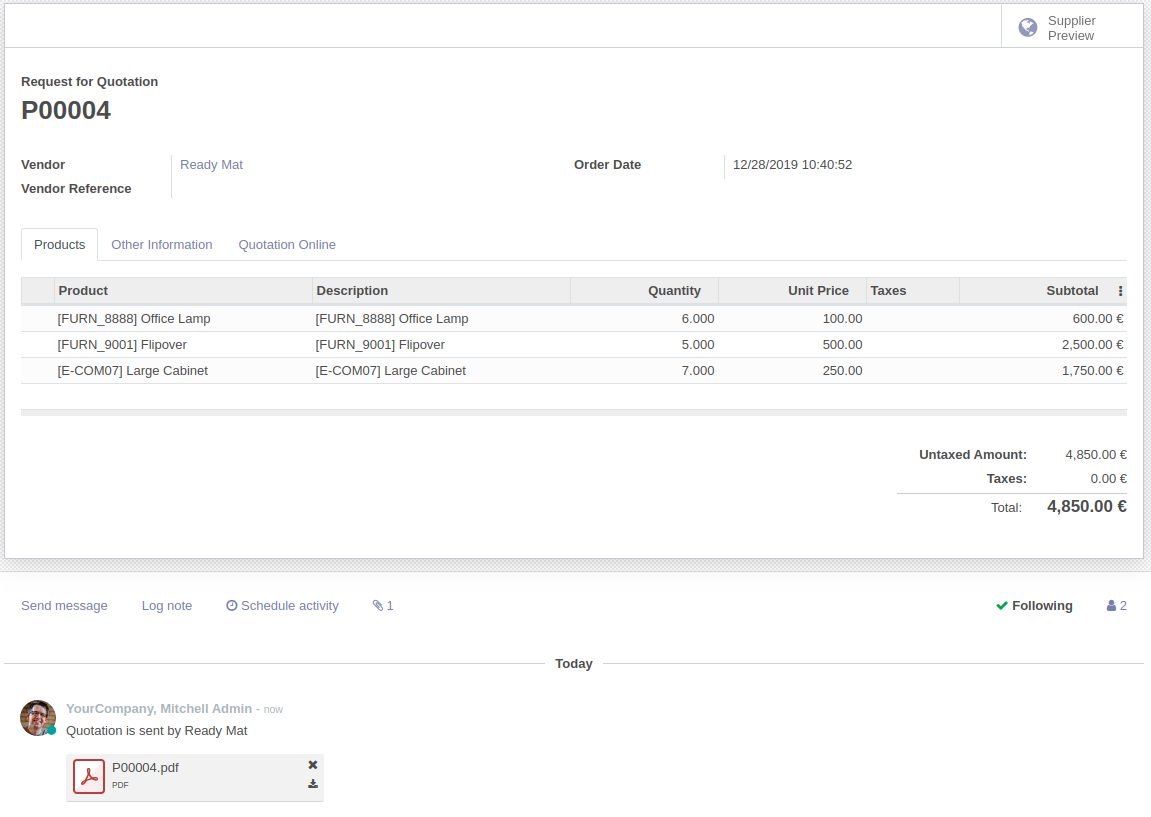 Supplier
Preview
Request for Quotation
P00004
Vendor Ready Mat Order Date 12/28/2019 10:40:52
Vendor Reference
Products Other Information Quotation Online
Product Description Quantity Unit Price Taxes Subtotal
[FURN_8888] Office Lamp [FURN_8888] Office Lamp 6.000 100.00 600.00 €
[FURN_9001] Flipover [FURN_9001] Flipover 5.000 500.00 2,500.00 €
[E-COM07] Large Cabinet [E-COM07] Large Cabinet 7.000 250.00 1,750.00 €
Untaxed Amount: 4,850.00 €
Taxes: 0.00 €
Total: 4,850.00 €
Send message Log note Schedule activity 1 Following 2
Today
YourCompany, Mitchell Admin - now
Quotation is sent by Ready Mat
P00004.pdf
PDF